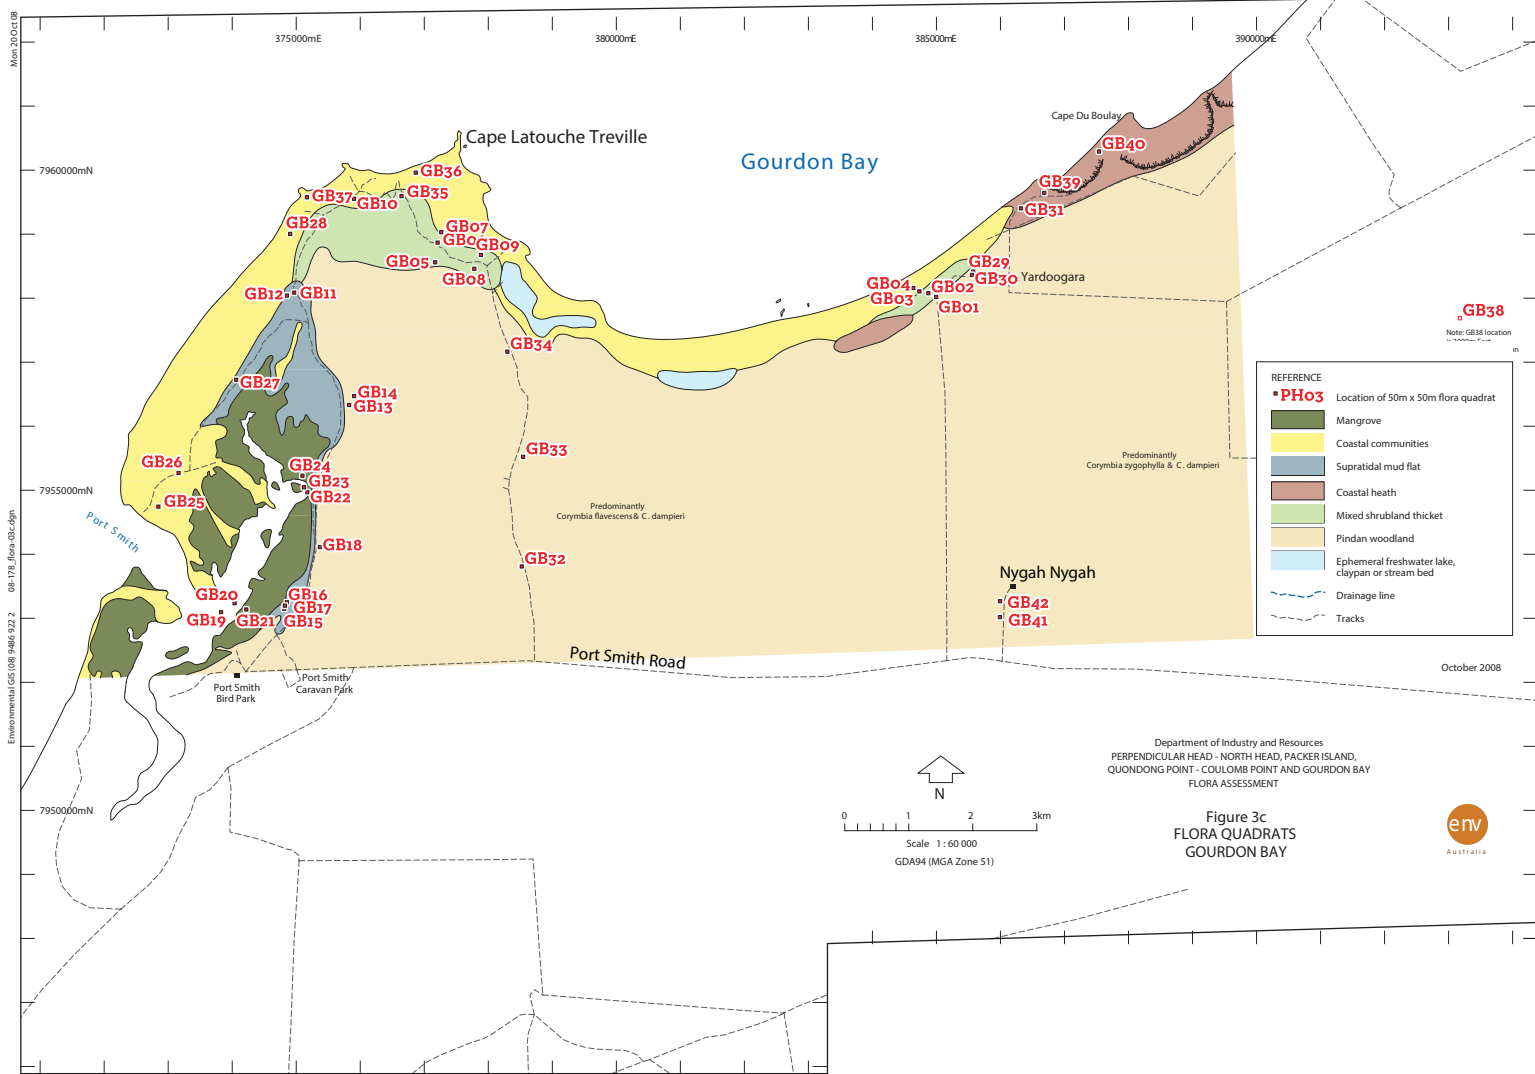 Mon 20 Oct 08
08-178_flora-03c.dgn
Environmental GIS (08) 9486 922 2
375000mE
380000mE
385000mE
390000mE
7960000mN
7955000mN
7950000mN
Cape Latouche Treville
Gourdon Bay
Cape Du Boulay
GB40
GB39
GB31
GB36
GB37
GB10
GB35
GB28
GB07
GB09
GB05
GB08
GB29
GB30
Yardoogara
GB04
GB02
GB03
GB01
GB12
GB11
GB38
Note: GB38 location
GB34
GB27
GB14
GB13
GB33
GB26
GB24
GB23
GB22
GB25
Port Smith
GB18
GB32
Predominantly
Corymbia flavescens & C. dampieri
Predominantly
Corymbia zygophylla & C. dampieri
Nygah Nygah
GB42
GB41
GB20
GB16
GB17
GB19
GB21
GB15
Port Smith Road
Port Smith
Bird Park
Port Smith
Caravan Park
REFERENCE
PH03 Location of 50m x 50m flora quadrat
Mangrove
Coastal communities
Supratidal mud flat
Coastal heath
Mixed shrubland thicket
Pindan woodland
Ephemeral freshwater lake,
claypan or stream bed
Drainage line
Tracks
October 2008
Department of Industry and Resources
PERPENDICULAR HEAD - NORTH HEAD, PACKER ISLAND,
QUONDONG POINT - COULOMB POINT AND GOURDON BAY
FLORA ASSESSMENT
Figure 3c
FLORA QUADRATS
GOURDON BAY
N
0 1 2 3km
Scale 1 : 60 000
GDA94 (MGA Zone 51)
env
Australia